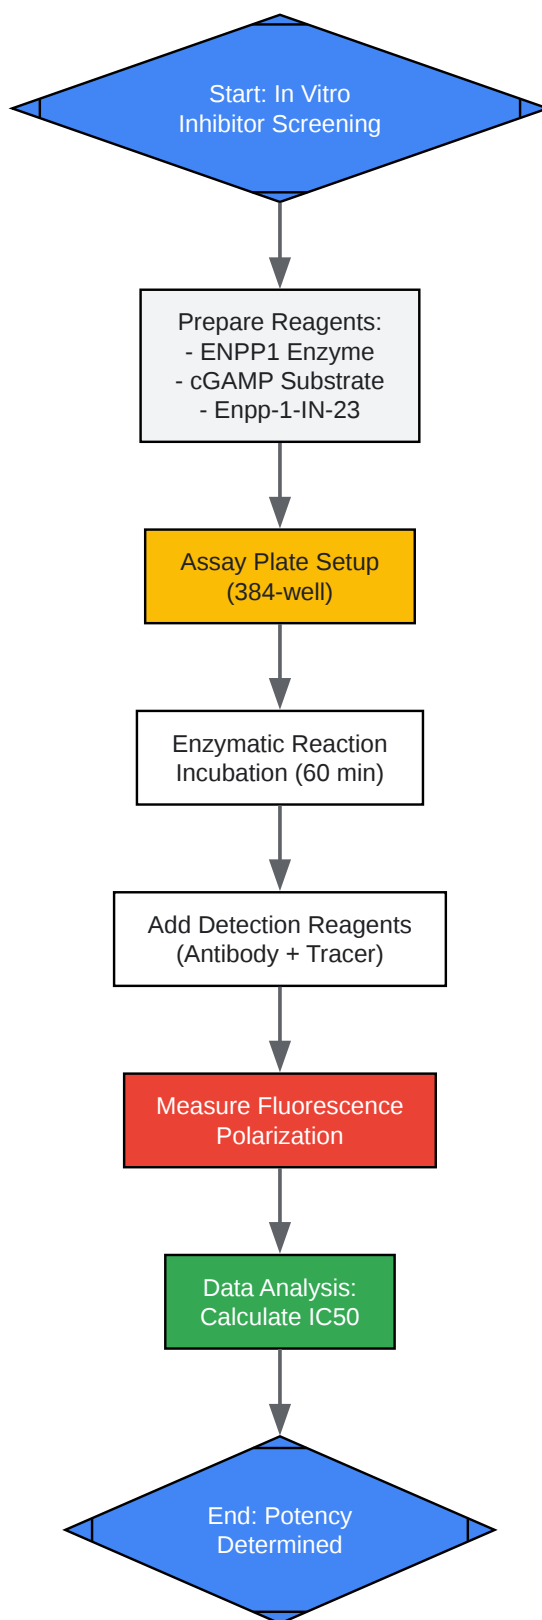 Start: In Vitro
Inhibitor Screening
Prepare Reagents:
- ENPP1 Enzyme
- cGAMP Substrate
- Enpp-1-IN-23
Assay Plate Setup
(384-well)
Enzymatic Reaction
Incubation (60 min)
Add Detection Reagents
(Antibody + Tracer)
Measure Fluorescence
Polarization
Data Analysis:
Calculate IC50
End: Potency
Determined